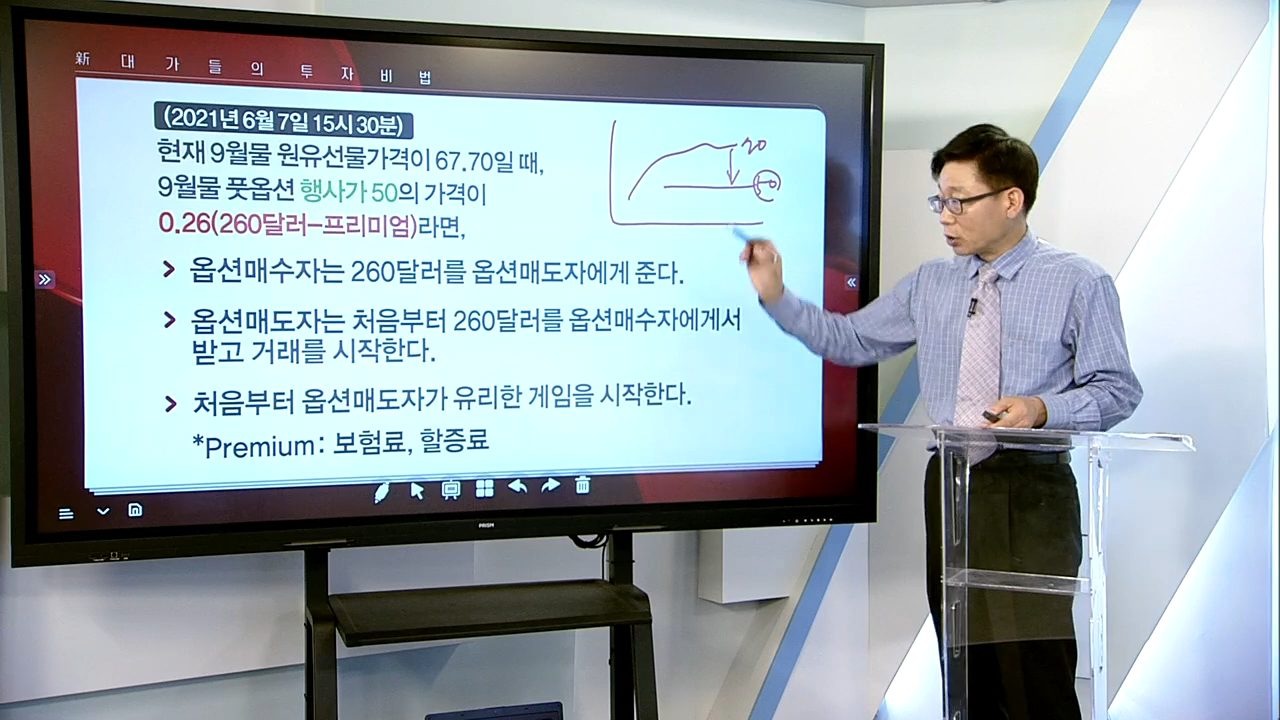 新 대 가 들 의 투 자 비 법
(2021년 6월 7일 15시 30분)
현재 9월물 원유선물가격이 67.70일 때,
9월물 풋옵션 행사가 50의 가격이
0.26(260달러-프리미엄)라면,
> 옵션매수자는 260달러를 옵션매도자에게 준다.
> 옵션매도자는 처음부터 260달러를 옵션매수자에게서
받고 거래를 시작한다.
> 처음부터 옵션매도자가 유리한 게임을 시작한다.
*Premium: 보험료, 할증료
PRISM